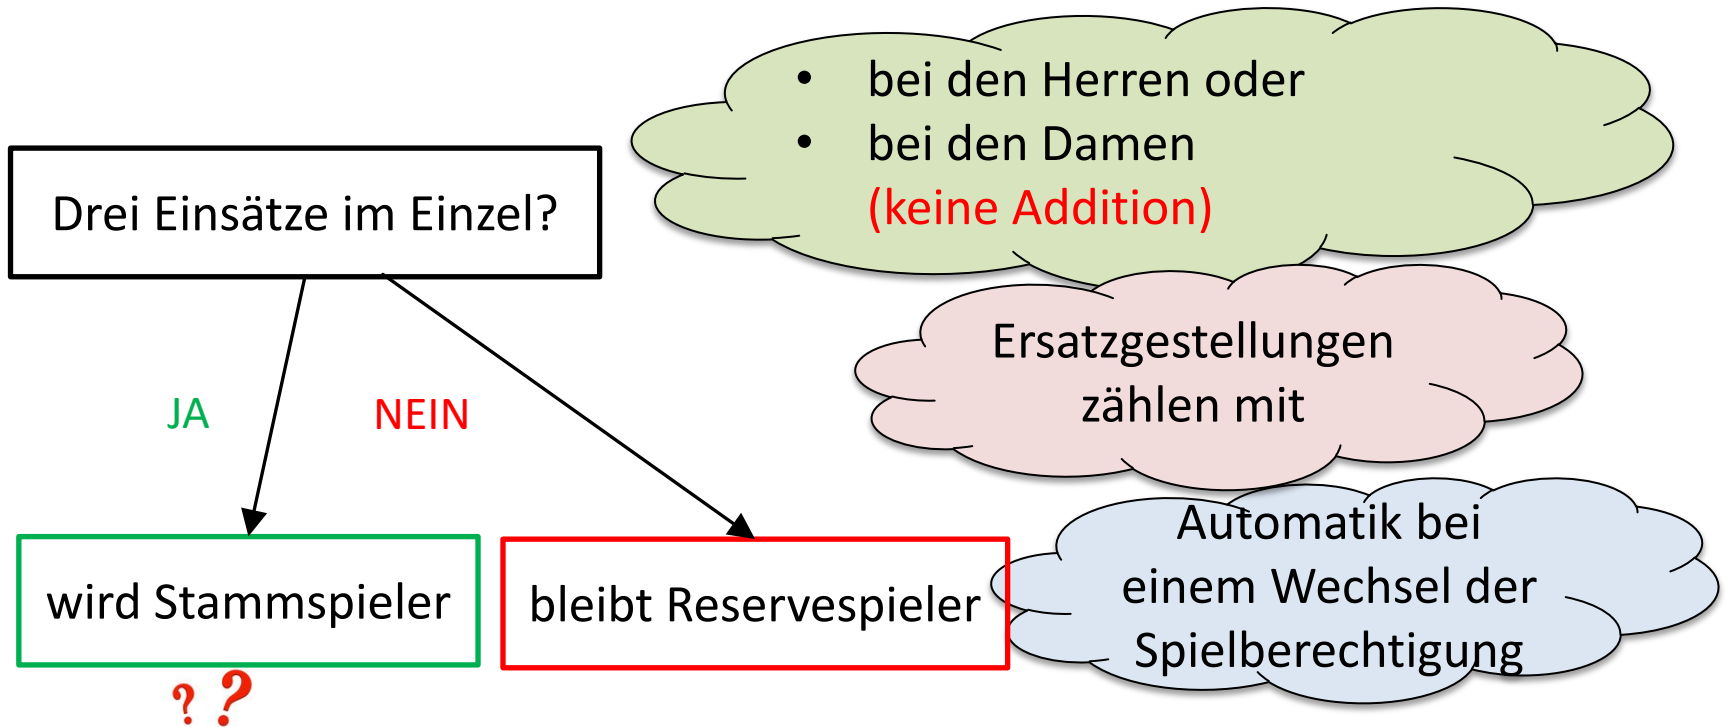 • bei den Herren oder
• bei den Damen
(keine Addition)
Drei Einsätze im Einzel?
Ersatzgestellungen
zählen mit
JA
NEIN
Automatik bei
einem Wechsel der
Spielberechtigung
wird Stammspieler
bleibt Reservespieler
? ?